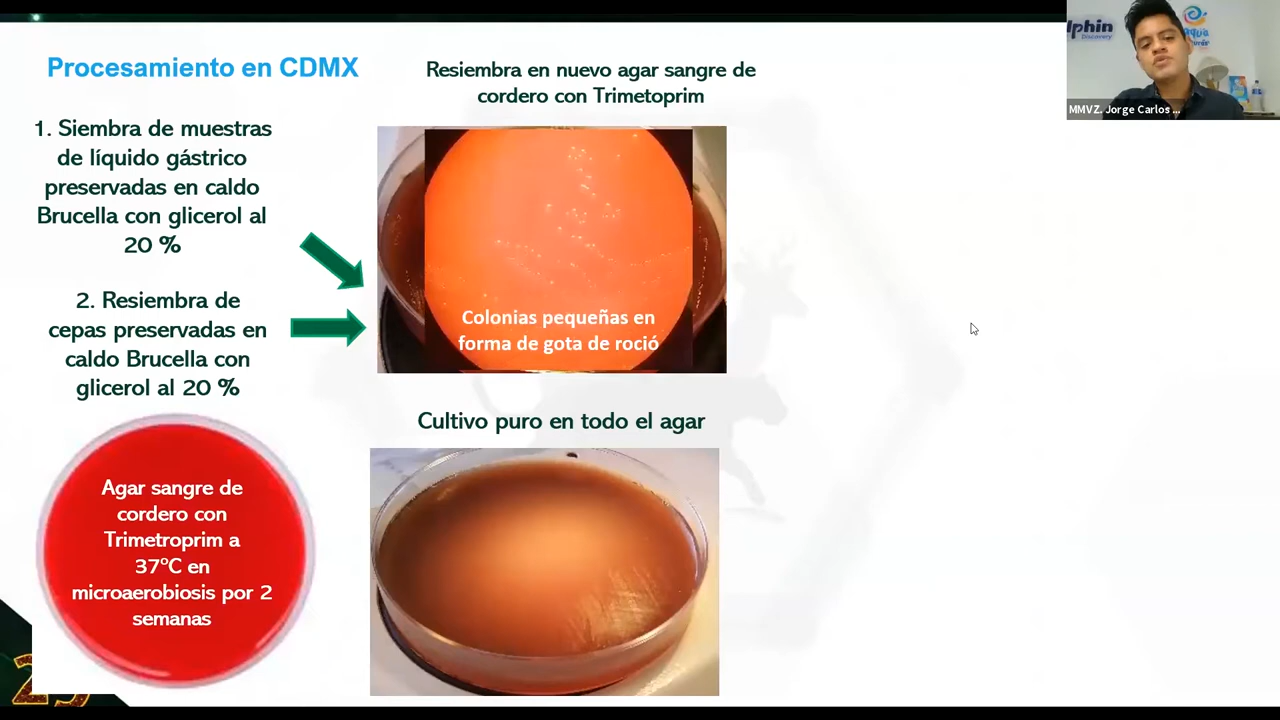 Procesamiento en CDMX
1. Siembra de muestras
de líquido gástrico
preservadas en caldo
Brucella con glicerol al
20 %
2. Resiembra de
cepas preservadas en
caldo Brucella con
glicerol al 20 %
Agar sangre de
cordero con
Trimetroprim a
37°C en
microaerobiosis por 2
semanas
Resiembra en nuevo agar sangre de
cordero con Trimetoprim
Colonias pequeñas en
forma de gota de roció
Cultivo puro en todo el agar
lphin
Discovery
MMVZ. Jorge Carlos ...